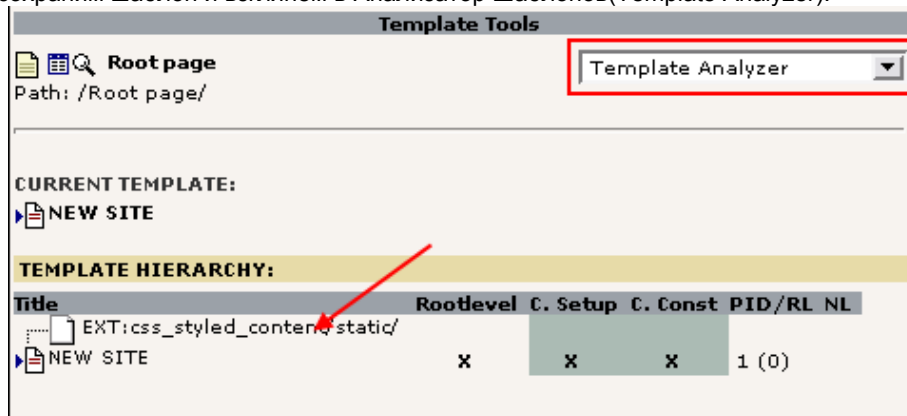 Template Tools
Root page
Template Analyzer
Path: /Root page/
CURRENT TEMPLATE:
NEW SITE
TEMPLATE HIERARCHY:
Title Rootlevel C. Setup C. Const PID/RL NL
EXT:css_styled_content/static/
NEW SITE x x x 1 (0)